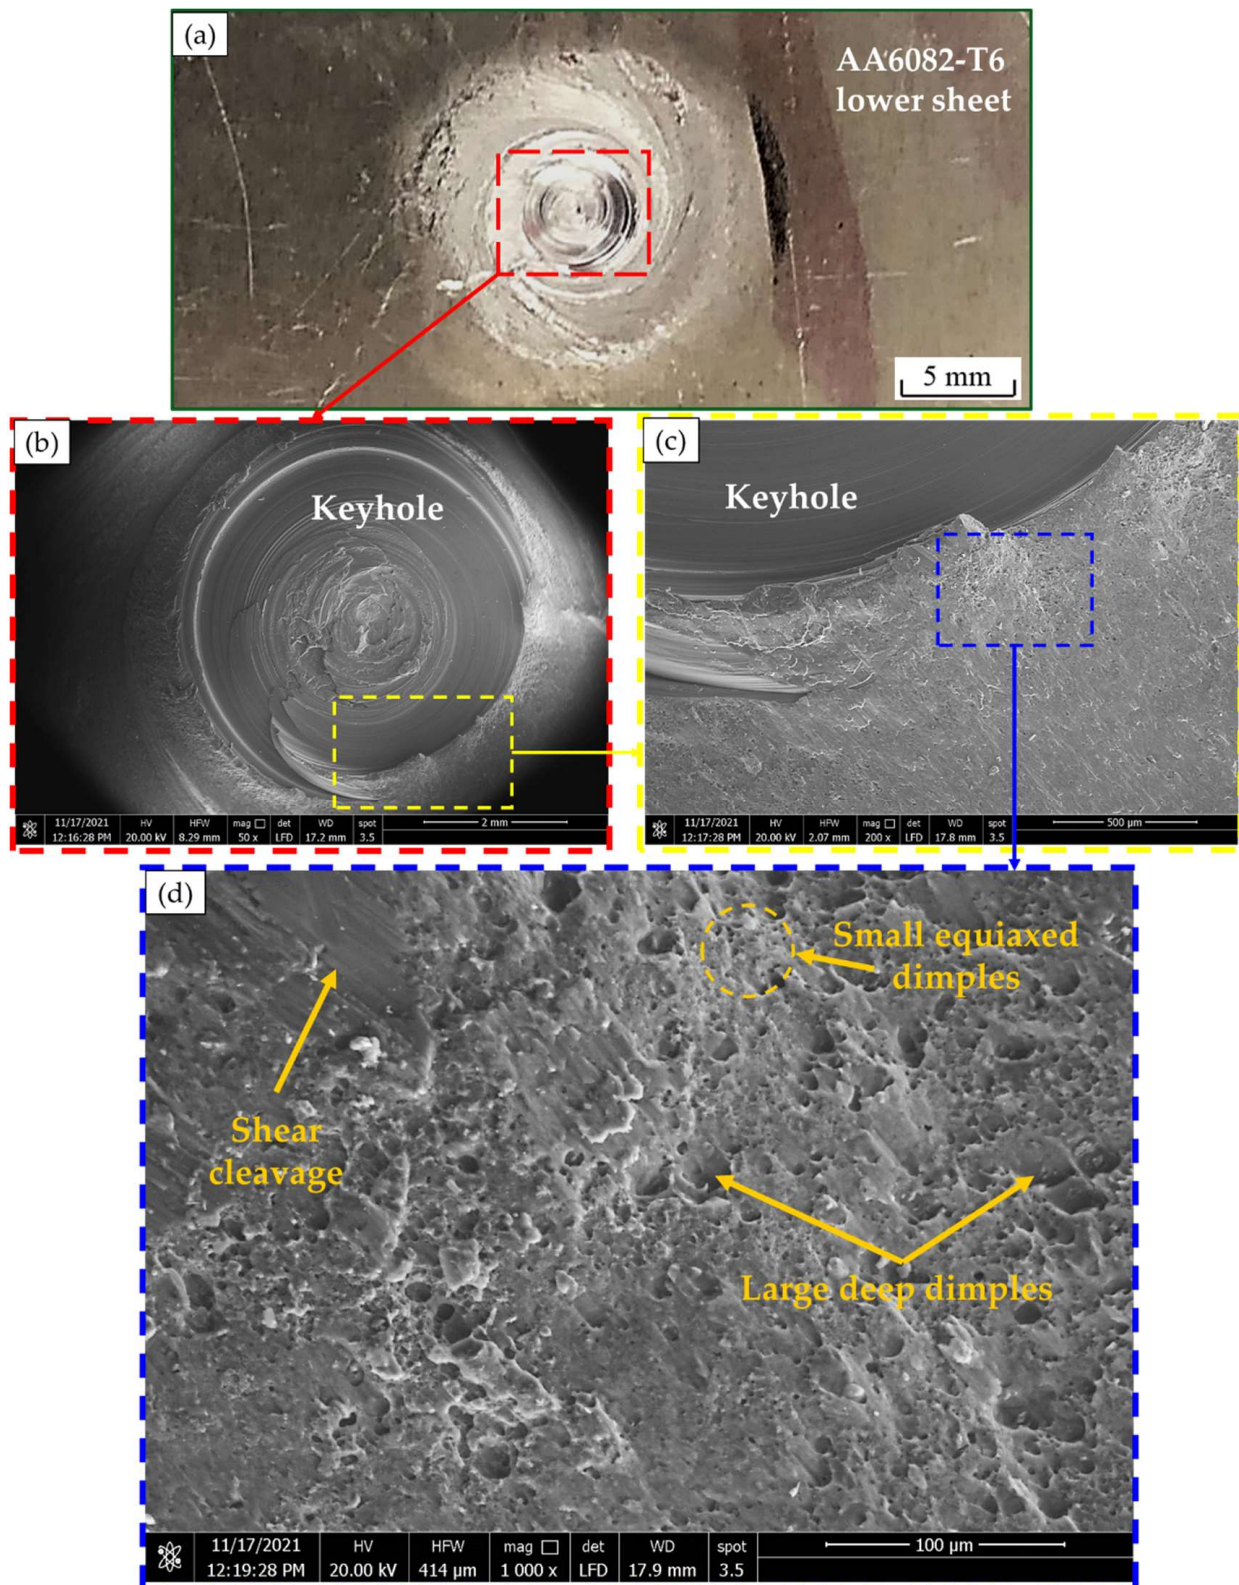 (a)
AA6082-T6
lower sheet
5 mm
(b)
Keyhole
11/17/2021 HV HFW mag det WD spot
12:16:28 PM 20.00 kV 8.29 mm 50 x LFD 17.2 mm 3.5 2 mm
(c)
Keyhole
11/17/2021 HV HFW mag det WD spot
12:17:28 PM 20.00 kV 2.07 mm 200 x LFD 17.8 mm 3.5 500 µm
(d)
Small equiaxed
dimples
Shear
cleavage
Large deep dimples
11/17/2021 HV HFW mag det WD spot
12:19:28 PM 20.00 kV 414 µm 1 000 x LFD 17.9 mm 3.5 100 µm